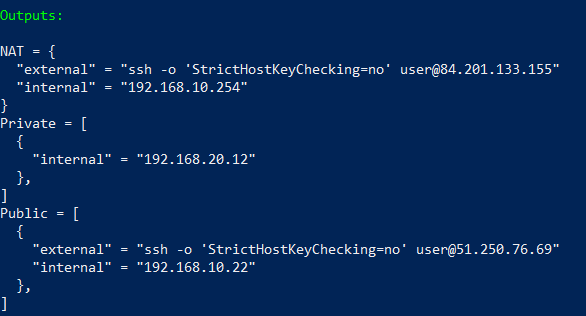 Outputs:
NAT = {
  "external" = "ssh -o 'StrictHostKeyChecking=no' user@84.201.133.155"
  "internal" = "192.168.10.254"
}
Private = [
  {
    "internal" = "192.168.20.12"
  },
]
Public = [
  {
    "external" = "ssh -o 'StrictHostKeyChecking=no' user@51.250.76.69"
    "internal" = "192.168.10.22"
  },
]